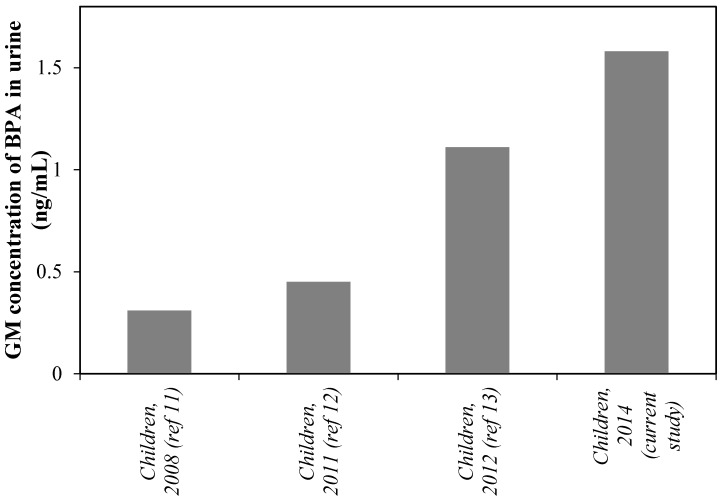 GM concentration of BPA in urine
(ng/mL)
1.5
1
0.5
0
Children,
2008 (ref 11)
Children,
2011 (ref 12)
Children,
2012 (ref 13)
Children,
2014
(current
study)